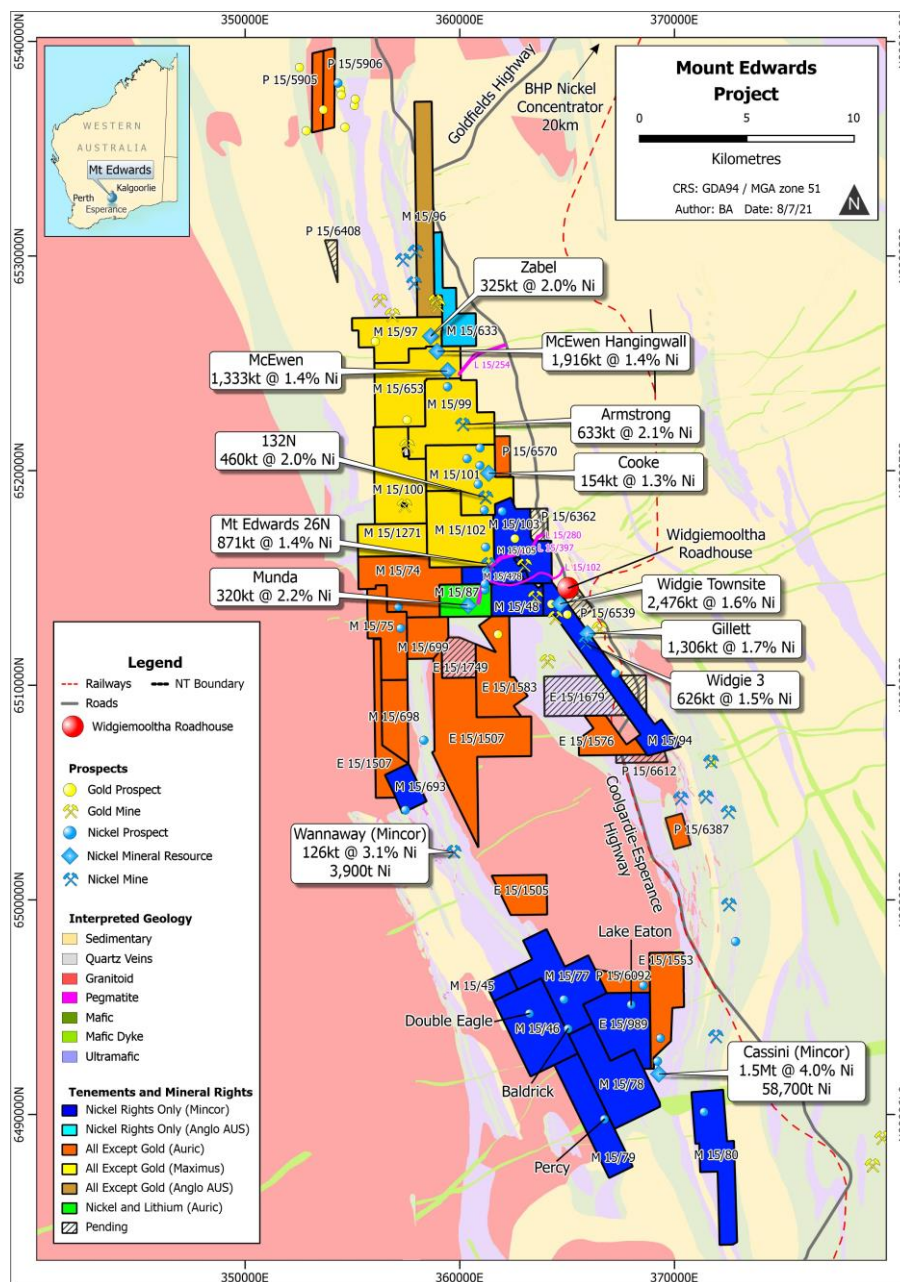 350000E
360000E
370000E
6540000N
6530000N
6520000N
6510000N
6500000N
6490000N
WESTERN
AUSTRALIA
Mt Edwards
Kalgoorlie
Perth
Esperance
Mount Edwards
Project
0
5
10
Kilometres
CRS: GDA94 / MGA zone 51
Author: BA Date: 8/7/21
N
BHP Nickel
Concentrator
20km
Goldfields Highway
P 15/5906
P 15/5905
M 15/96
P 15/6408
Zabel
325kt @ 2.0% Ni
M 15/97
M 15/633
McEwen Hangingwall
1,916kt @ 1.4% Ni
L 15/254
McEwen
1,333kt @ 1.4% Ni
M 15/653
M 15/99
Armstrong
633kt @ 2.1% Ni
132N
460kt @ 2.0% Ni
P 15/6570
Cooke
154kt @ 1.3% Ni
M 15/101
M 15/100
M 15/1271
M 15/102
M 15/103
P 15/6362
L 15/280
L 15/397
M 15/105
Mt Edwards 26N
871kt @ 1.4% Ni
Widgiemooltha
Roadhouse
M 15/74
M 15/478
L 15/102
Munda
320kt @ 2.2% Ni
M 15/87
M 15/48
Widgie Townsite
2,476kt @ 1.6% Ni
P 15/6539
Gillett
1,306kt @ 1.7% Ni
M 15/75
M 15/699
E 15/1749
E 15/1583
E 15/1679
Widgie 3
626kt @ 1.5% Ni
M 15/698
E 15/1507
E 15/1576
M 15/94
E 15/1507
P 15/6612
M 15/693
Coolgardie-Esperance
Highway
P 15/6387
Wannaway (Mincor)
126kt @ 3.1% Ni
3,900t Ni
E 15/1505
Lake Eaton
E 15/1553
P 15/6092
M 15/45
M 15/77
Double Eagle
M 15/46
E 15/989
Baldrick
M 15/78
Cassini (Mincor)
1.5Mt @ 4.0% Ni
58,700t Ni
Percy
M 15/79
M 15/80
Legend
Railways
NT Boundary
Roads
Widgiemooltha Roadhouse
Prospects
Gold Prospect
Gold Mine
Nickel Prospect
Nickel Mineral Resource
Nickel Mine
Interpreted Geology
Sedimentary
Quartz Veins
Granitoid
Pegmatite
Mafic
Mafic Dyke
Ultramafic
Tenements and Mineral Rights
Nickel Rights Only (Mincor)
Nickel Rights Only (Anglo AUS)
All Except Gold (Auric)
All Except Gold (Maximus)
All Except Gold (Anglo AUS)
Nickel and Lithium (Auric)
Pending
350000E
360000E
370000E